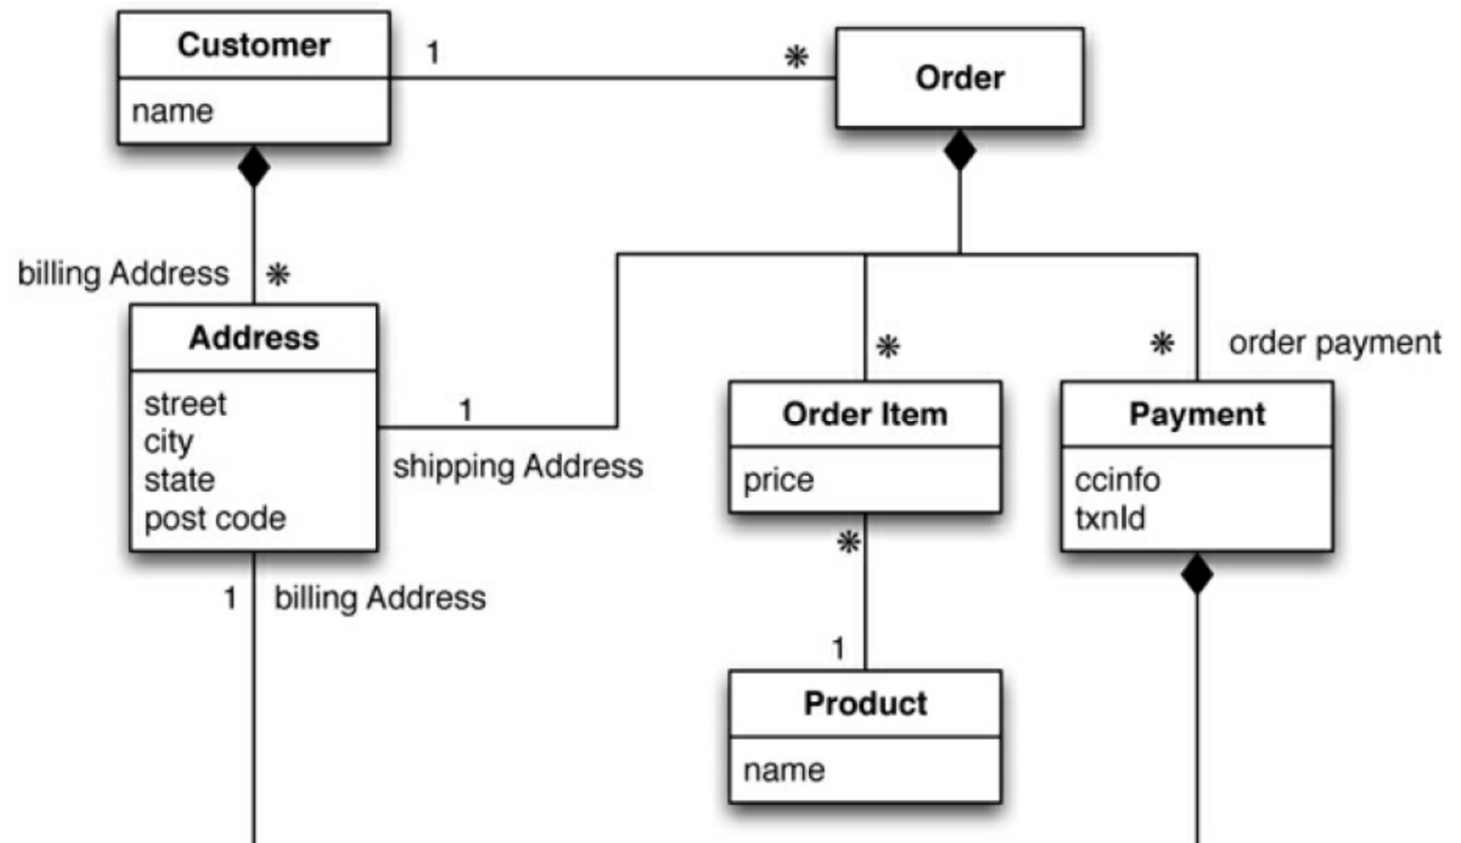 Customer
name
1
*
Order
billing Address
*
Address
street
city
state
post code
1
shipping Address
*
Order Item
price
*
order payment
Payment
ccinfo
txnId
1
billing Address
*
1
Product
name